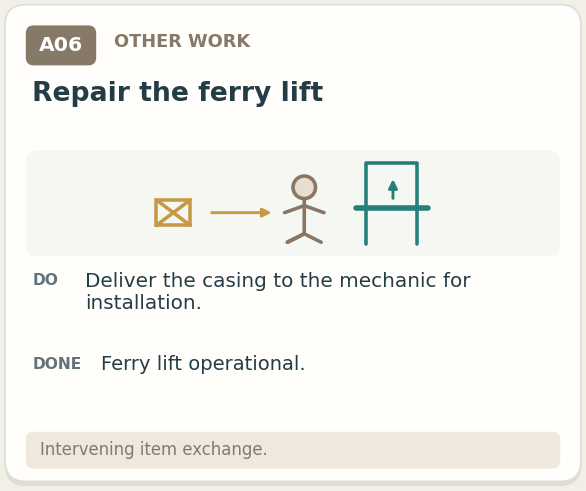 A06 OTHER WORK
Repair the ferry lift
DO Deliver the casing to the mechanic for
installation.
DONE Ferry lift operational.
Intervening item exchange.